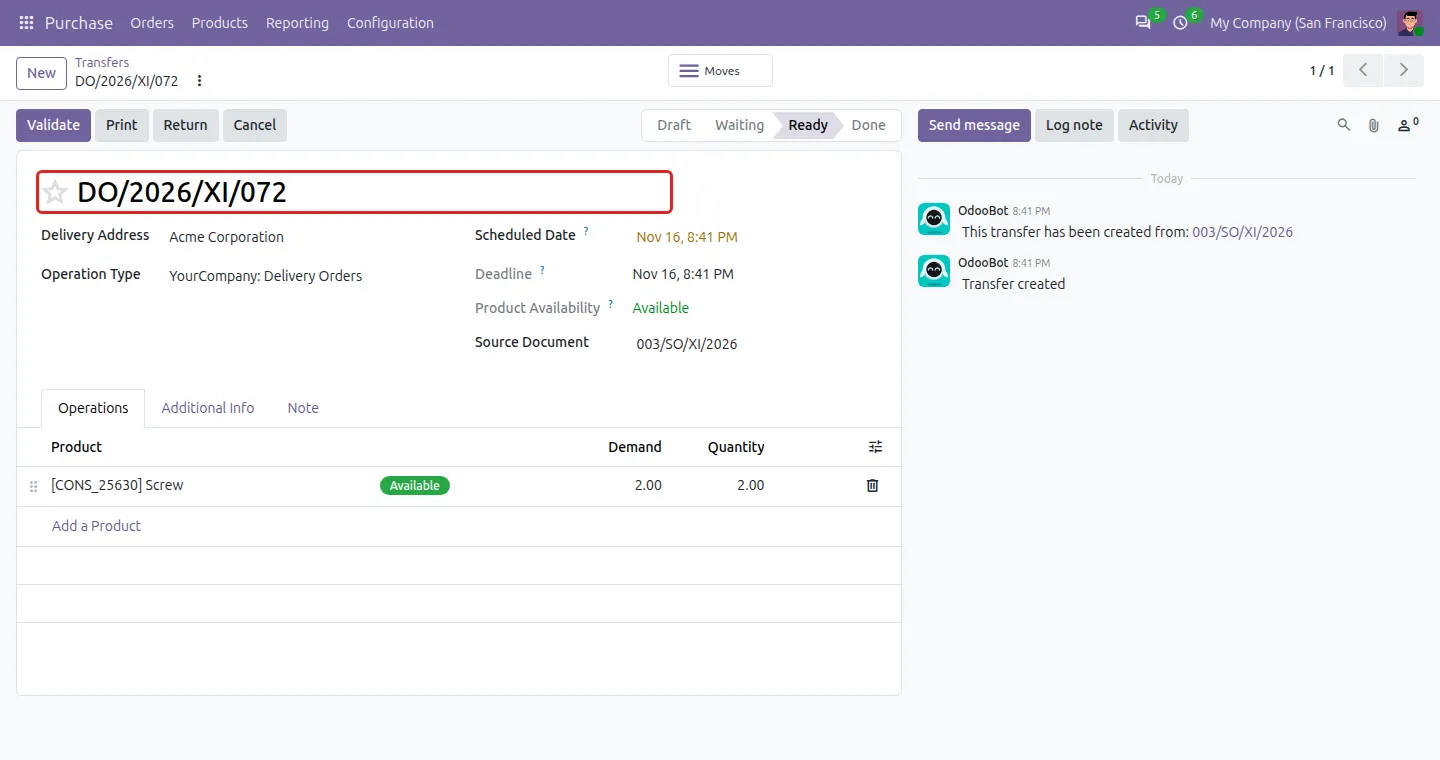 Purchase Orders Products Reporting Configuration 5 6 My Company (San Francisco)
New Transfers Moves 1 / 1
DO/2026/XI/072
Validate Print Return Cancel Draft Waiting Ready Done Send message Log note Activity 0
DO/2026/XI/072
Delivery Address Acme Corporation Scheduled Date ? Nov 16, 8:41 PM
Operation Type YourCompany: Delivery Orders Deadline ? Nov 16, 8:41 PM
Product Availability ? Available
Source Document 003/SO/XI/2026
Operations Additional Info Note
Product Demand Quantity
[CONS_25630] Screw Available 2.00 2.00
Add a Product
Today
OdooBot 8:41 PM
This transfer has been created from: 003/SO/XI/2026
OdooBot 8:41 PM
Transfer created